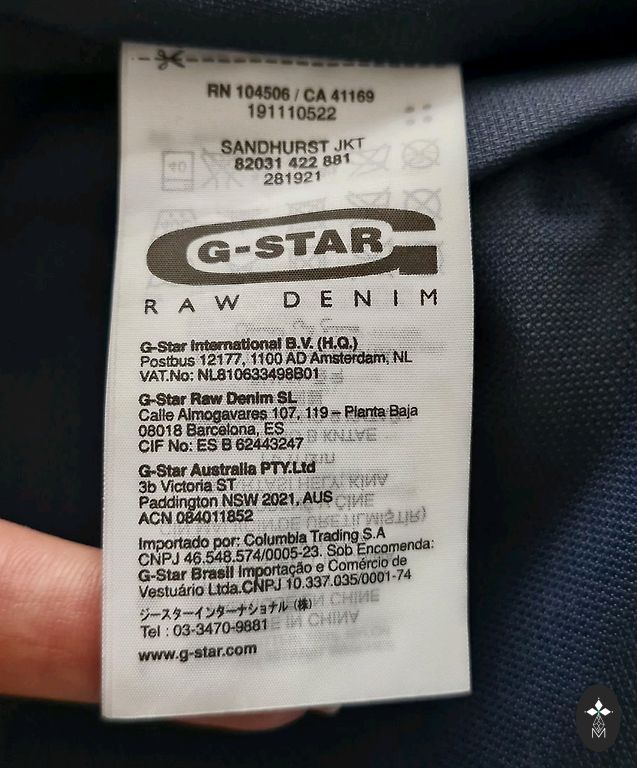 RN 104506 / CA 41169
191110522
SANDHURST JKT
82031 422 881
281921
40
G-STAR
RAW DENIM
G-Star International B.V. (H.Q.)
Postbus 12177, 1100 AD Amsterdam, NL
VAT.No: NL810633498B01
G-Star Raw Denim SL
Calle Almogavares 107, 119 – Planta Baja
08018 Barcelona, ES
CIF No: ES B 62443247
G-Star Australia PTY.Ltd
3b Victoria ST
Paddington NSW 2021, AUS
ACN 084011852
Importado por: Columbia Trading S.A
CNPJ 46.548.574/0005-23. Sob Encomenda:
G-Star Brasil Importação e Comércio de
Vestuário Ltda.CNPJ 10.337.035/0001-74
ジースターインターナショナル (株)
Tel : 03-3470-9881
www.g-star.com